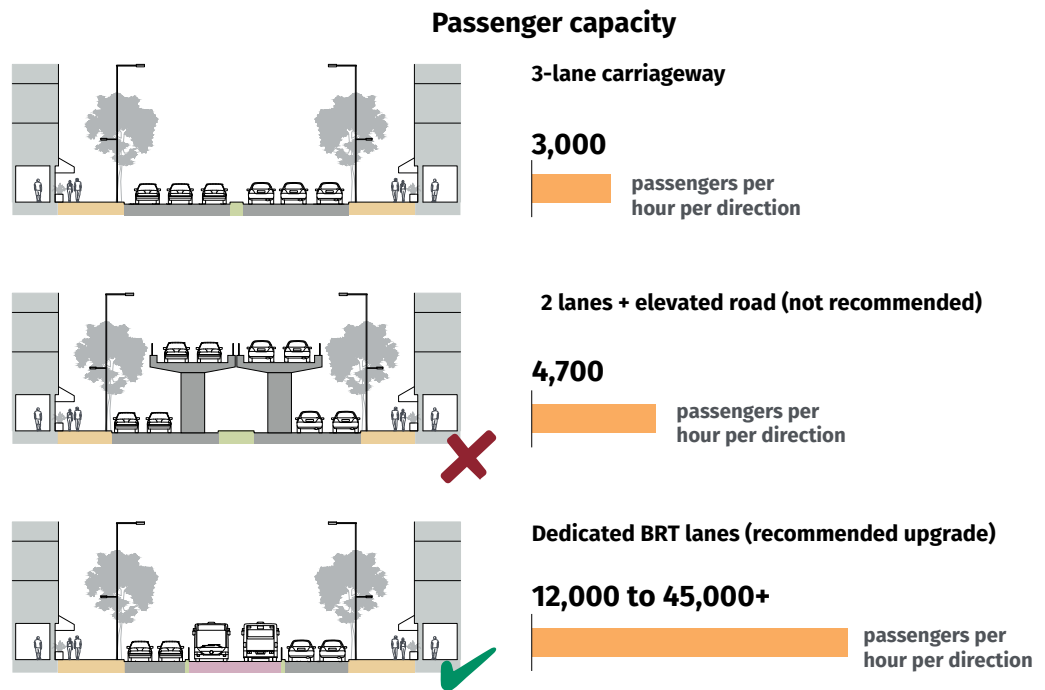 Passenger capacity
3-lane carriageway
3,000
passengers per
hour per direction
2 lanes + elevated road (not recommended)
4,700
passengers per
hour per direction
Dedicated BRT lanes (recommended upgrade)
12,000 to 45,000+
passengers per
hour per direction